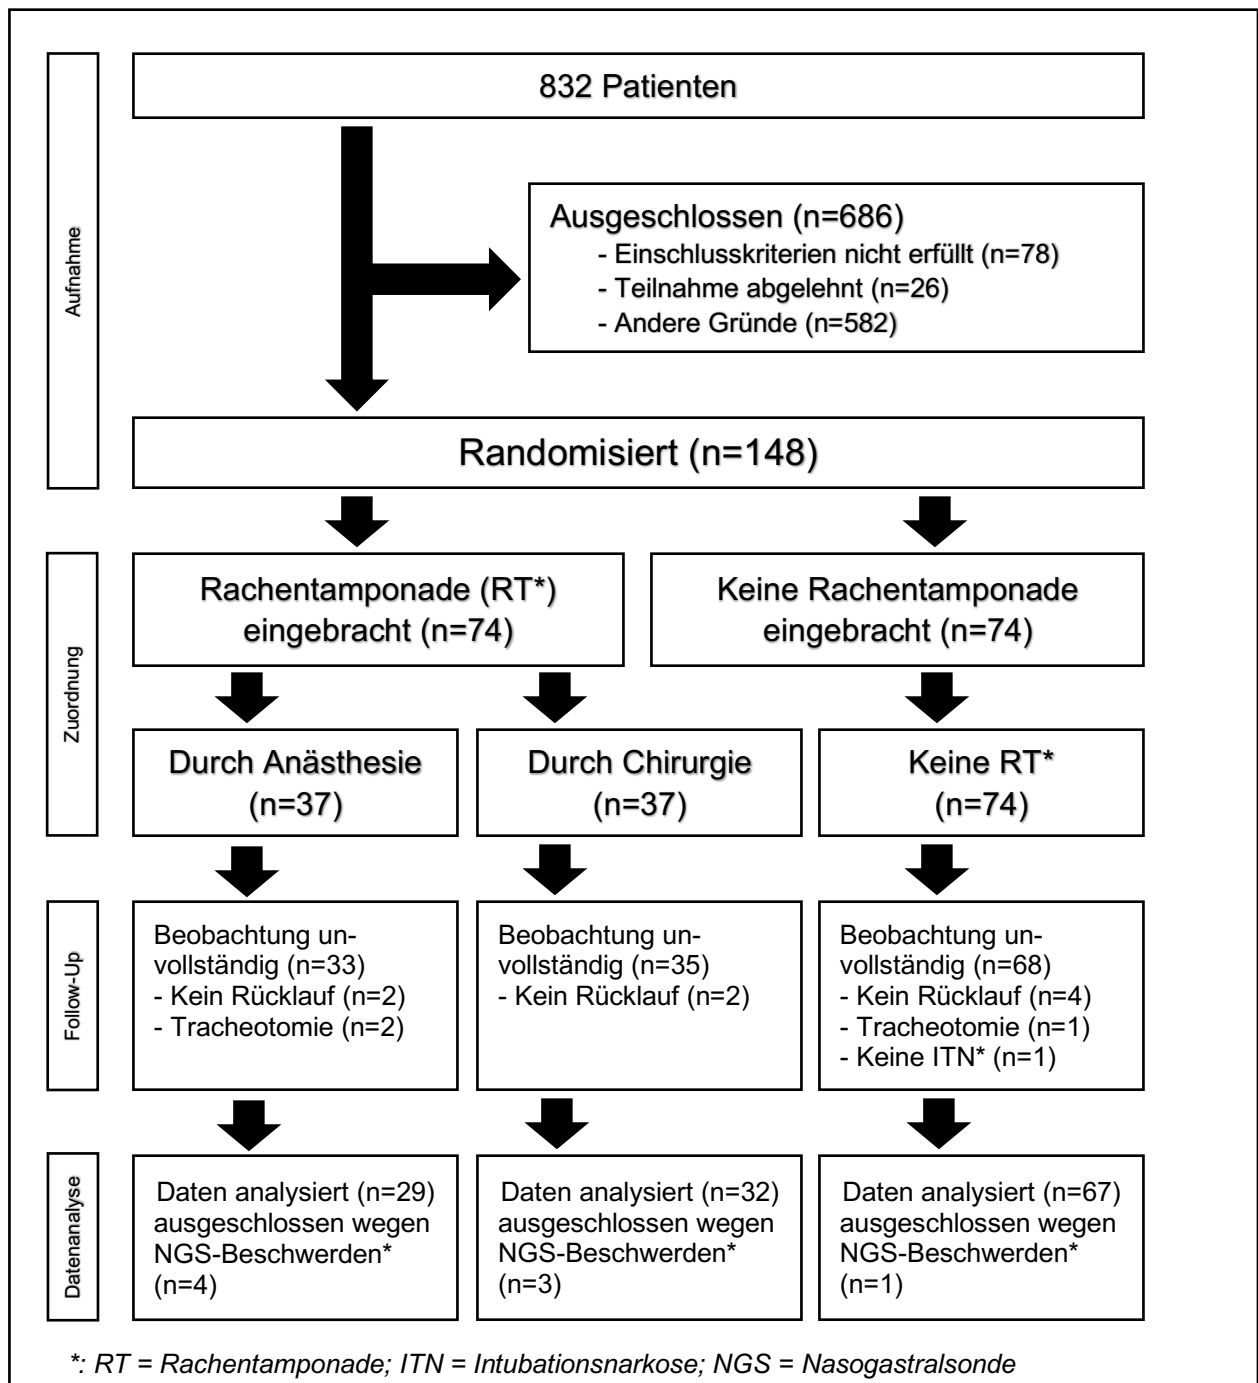 Aufnahme
832 Patienten
Ausgeschlossen (n=686)
- Einschlusskriterien nicht erfüllt (n=78)
- Teilnahme abgelehnt (n=26)
- Andere Gründe (n=582)
Randomisiert (n=148)
Zuordnung
Rachentamponade (RT*)
eingebracht (n=74)
Keine Rachentamponade
eingebracht (n=74)
Durch Anästhesie
(n=37)
Durch Chirurgie
(n=37)
Keine RT*
(n=74)
Follow-Up
Beobachtung un-
vollständig (n=33)
- Kein Rücklauf (n=2)
- Tracheotomie (n=2)
Beobachtung un-
vollständig (n=35)
- Kein Rücklauf (n=2)
Beobachtung un-
vollständig (n=68)
- Kein Rücklauf (n=4)
- Tracheotomie (n=1)
- Keine ITN* (n=1)
Datenanalyse
Daten analysiert (n=29)
ausgeschlossen wegen
NGS-Beschwerden*
(n=4)
Daten analysiert (n=32)
ausgeschlossen wegen
NGS-Beschwerden*
(n=3)
Daten analysiert (n=67)
ausgeschlossen wegen
NGS-Beschwerden*
(n=1)
*: RT = Rachentamponade; ITN = Intubationsnarkose; NGS = Nasogastralsonde